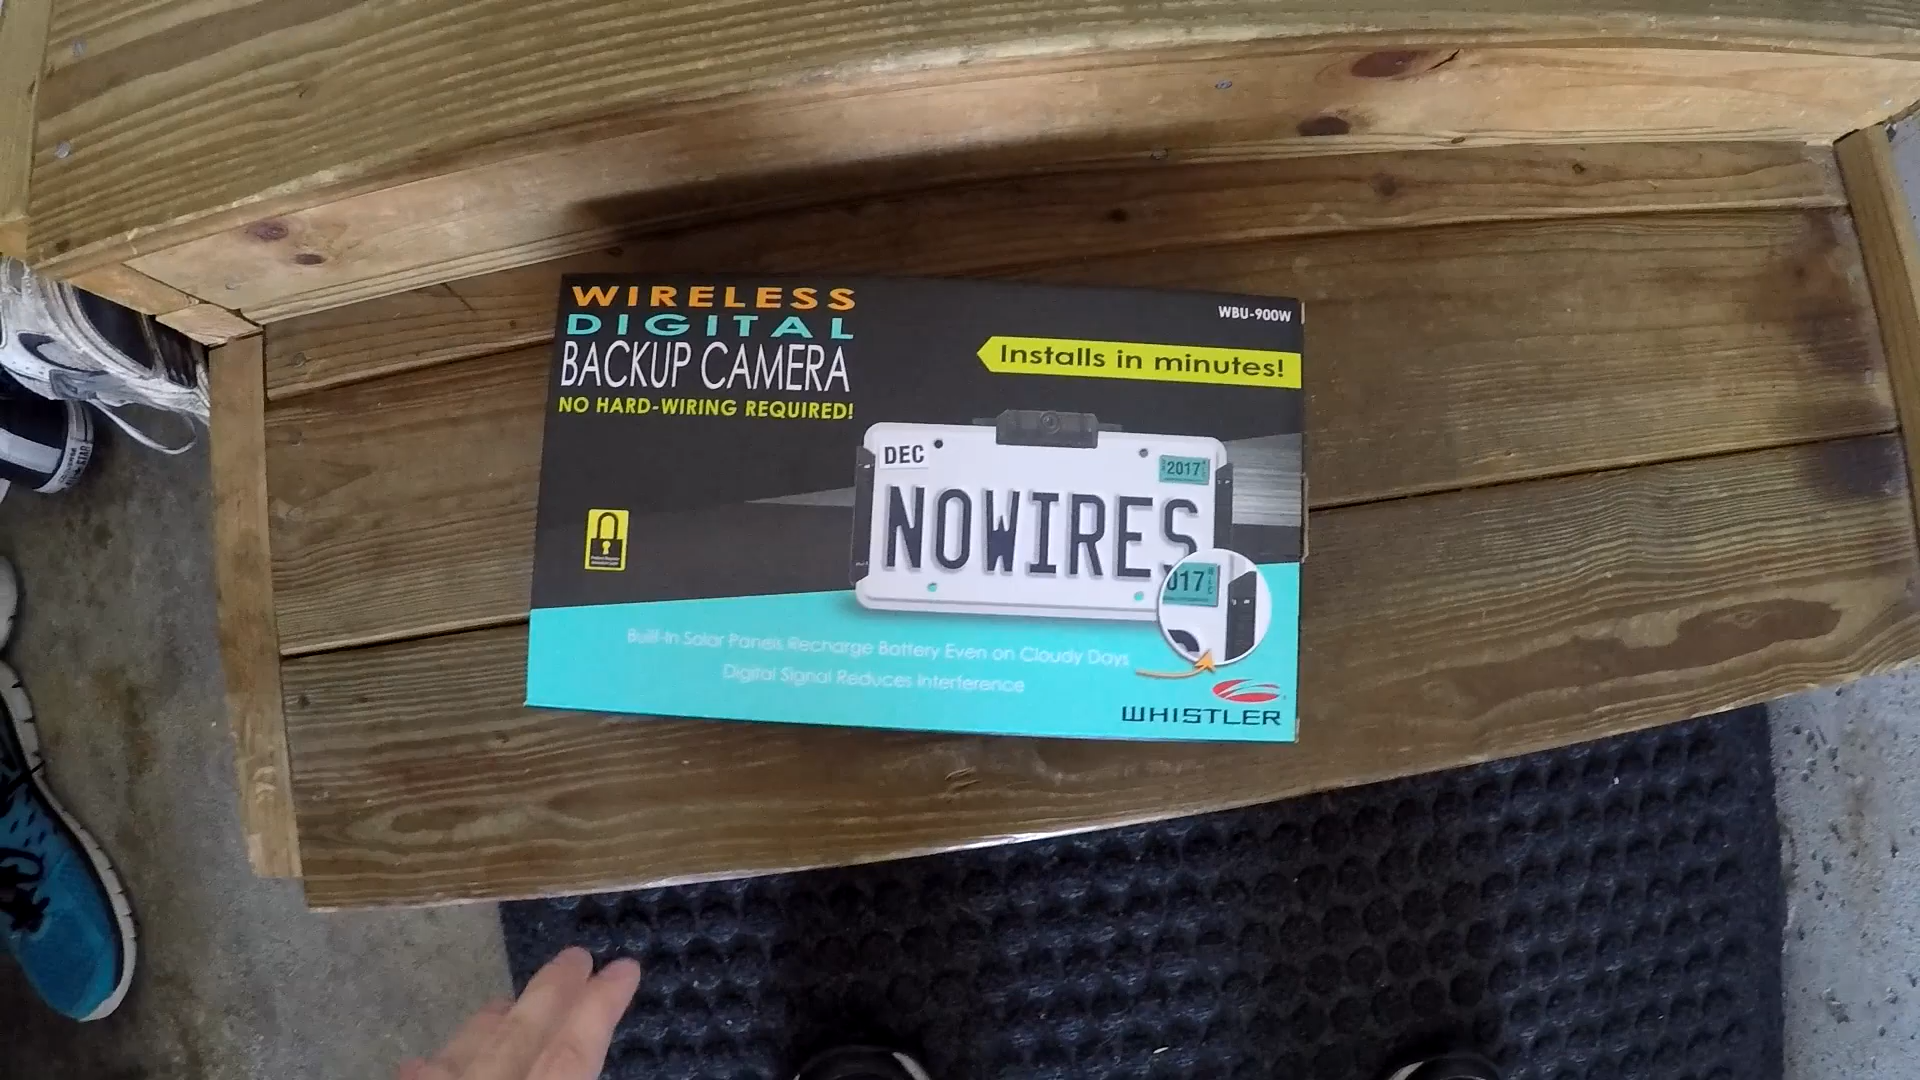 WIRELESS
DIGITAL
BACKUP CAMERA
NO HARD-WIRING REQUIRED!
WBU-900W
Installs in minutes!
DEC
2017
NOWIRES
017
Built-In Solar Panels Recharge Battery Even on Cloudy Days
Digital Signal Reduces Interference
WHISTLER